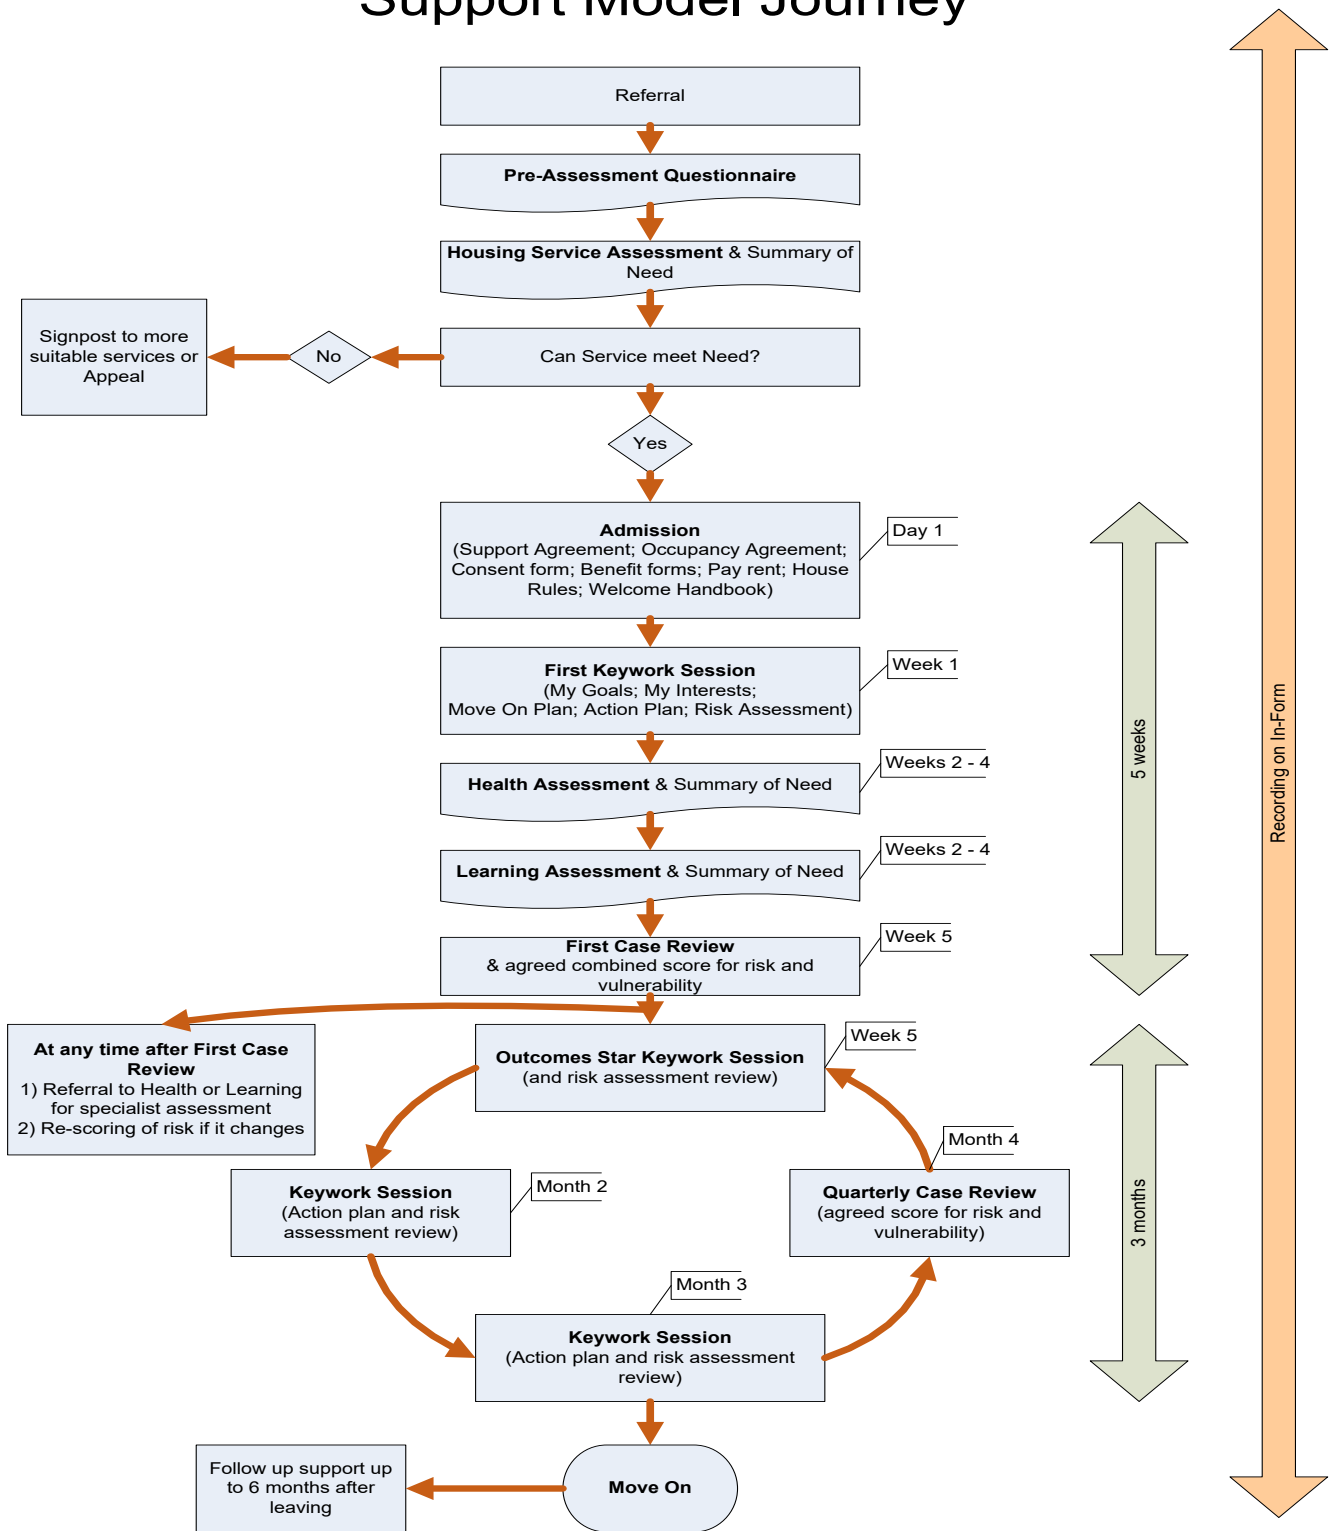 Support Model Journey
Referral
Pre-Assessment Questionnaire
Housing Service Assessment & Summary of
Need
Can Service meet Need?
No
Signpost to more
suitable services or
Appeal
Yes
Admission
(Support Agreement; Occupancy Agreement;
Consent form; Benefit forms; Pay rent; House
Rules; Welcome Handbook)
Day 1
First Keywork Session
(My Goals; My Interests;
Move On Plan; Action Plan; Risk Assessment)
Week 1
Health Assessment & Summary of Need
Weeks 2 - 4
Learning Assessment & Summary of Need
Weeks 2 - 4
First Case Review
& agreed combined score for risk and
vulnerability
Week 5
5 weeks
Recording on In-Form
At any time after First Case
Review
1) Referral to Health or Learning
for specialist assessment
2) Re-scoring of risk if it changes
Outcomes Star Keywork Session
(and risk assessment review)
Week 5
Keywork Session
(Action plan and risk
assessment review)
Month 2
Quarterly Case Review
(agreed score for risk and
vulnerability)
Month 4
3 months
Month 3
Keywork Session
(Action plan and risk assessment
review)
Move On
Follow up support up
to 6 months after
leaving